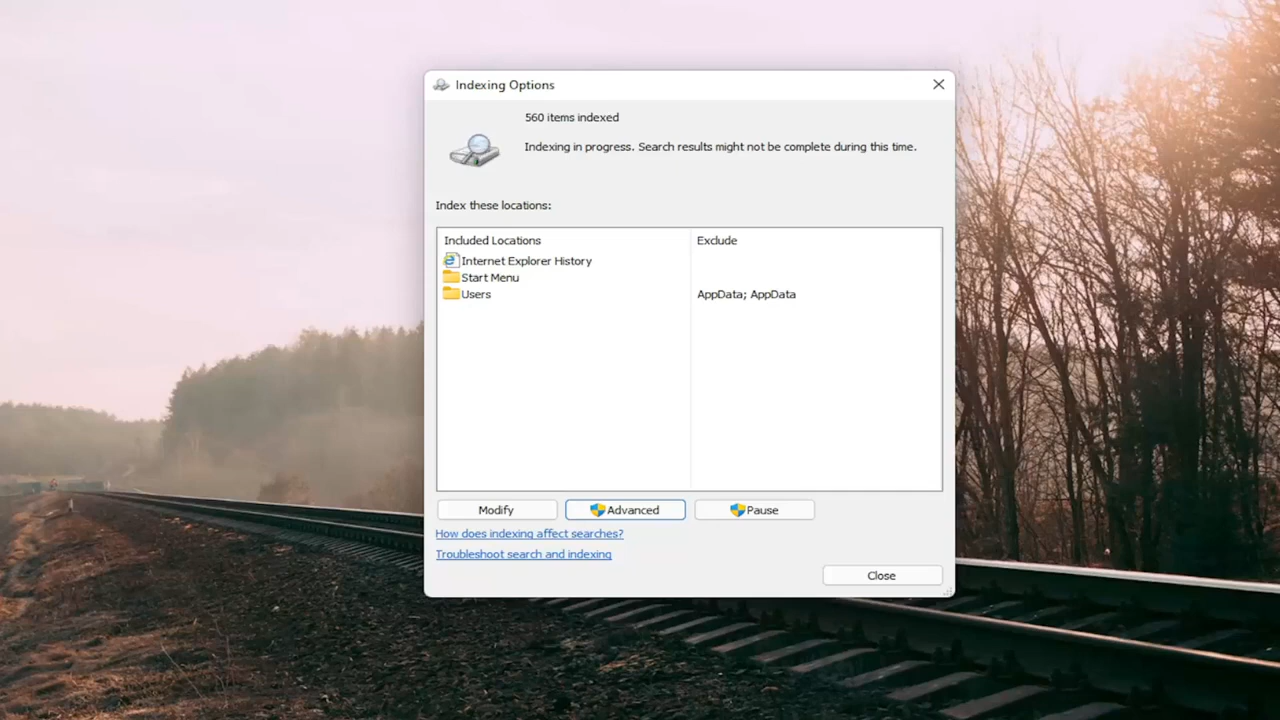 Indexing Options
560 items indexed
Indexing in progress. Search results might not be complete during this time.
Index these locations:
Included Locations Exclude
Internet Explorer History
Start Menu
Users AppData; AppData
Modify Advanced Pause
How does indexing affect searches?
Troubleshoot search and indexing
Close